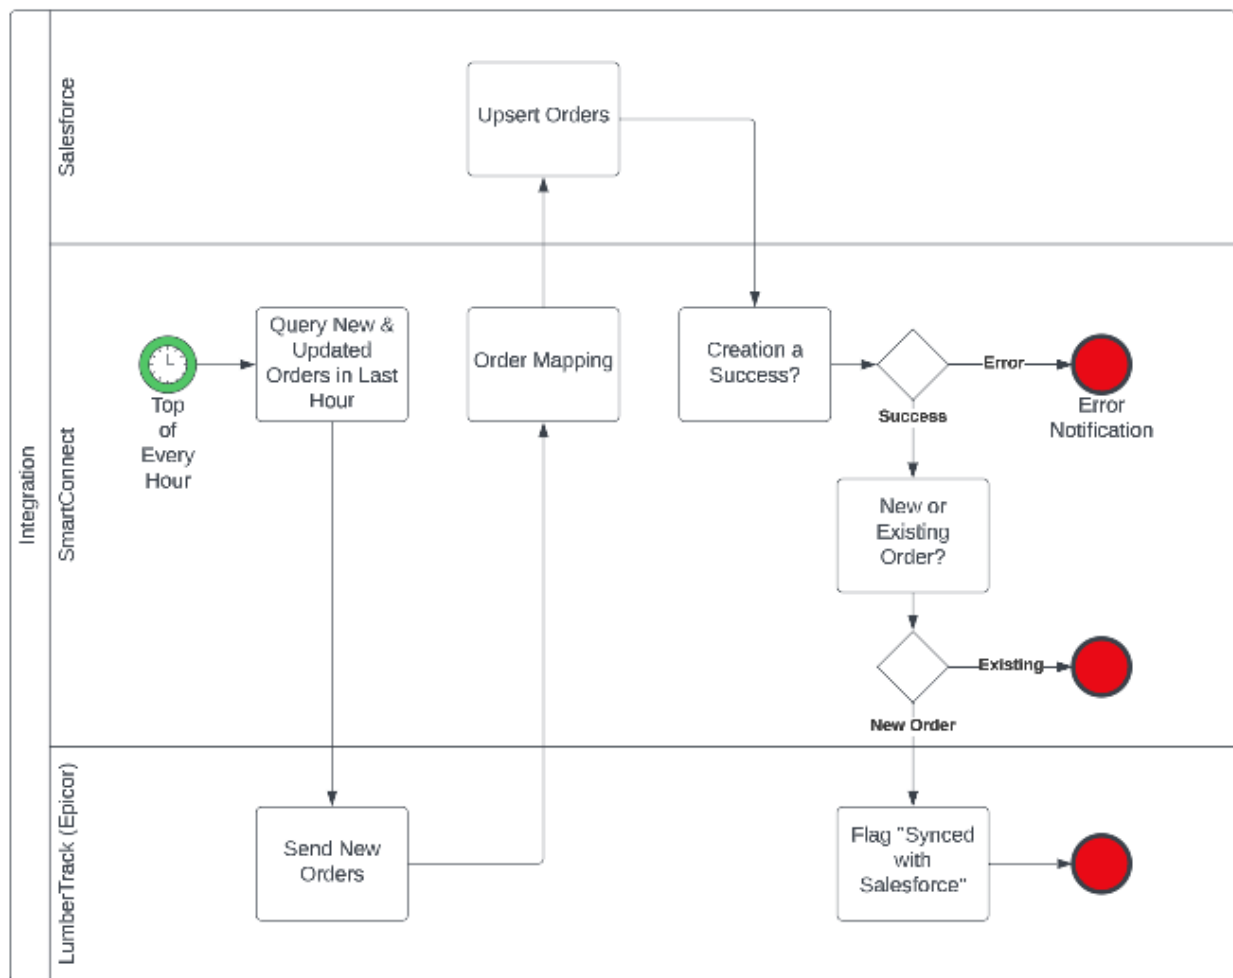 Integration
Salesforce
Upsert Orders
SmartConnect
Top
of
Every
Hour
Query New &
Updated
Orders in Last
Hour
Order Mapping
Creation a
Success?
Error
Error
Notification
Success
New or
Existing
Order?
Existing
New Order
LumberTrack (Epicor)
Send New
Orders
Flag "Synced
with
Salesforce"